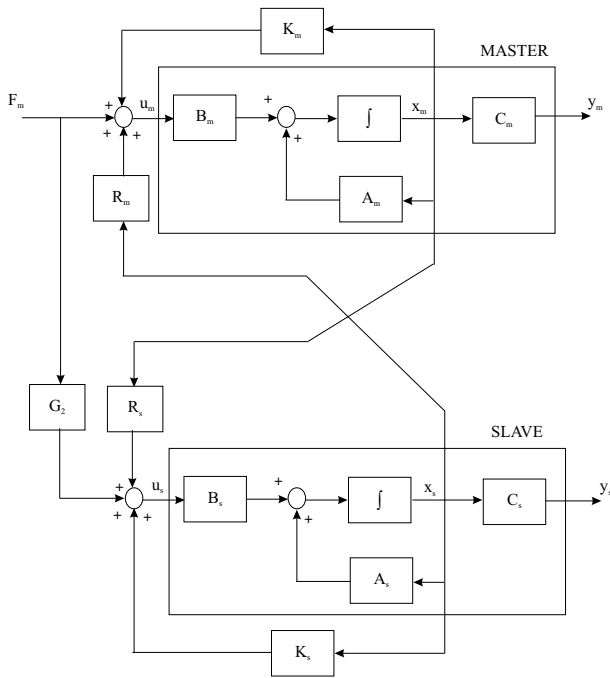 K_m
MASTER
F_m
+
+
+
u_m
B_m
+
+
∫
x_m
C_m
y_m
R_m
A_m
G_2
R_s
SLAVE
+
+
+
u_s
B_s
+
+
∫
x_s
C_s
y_s
A_s
K_s